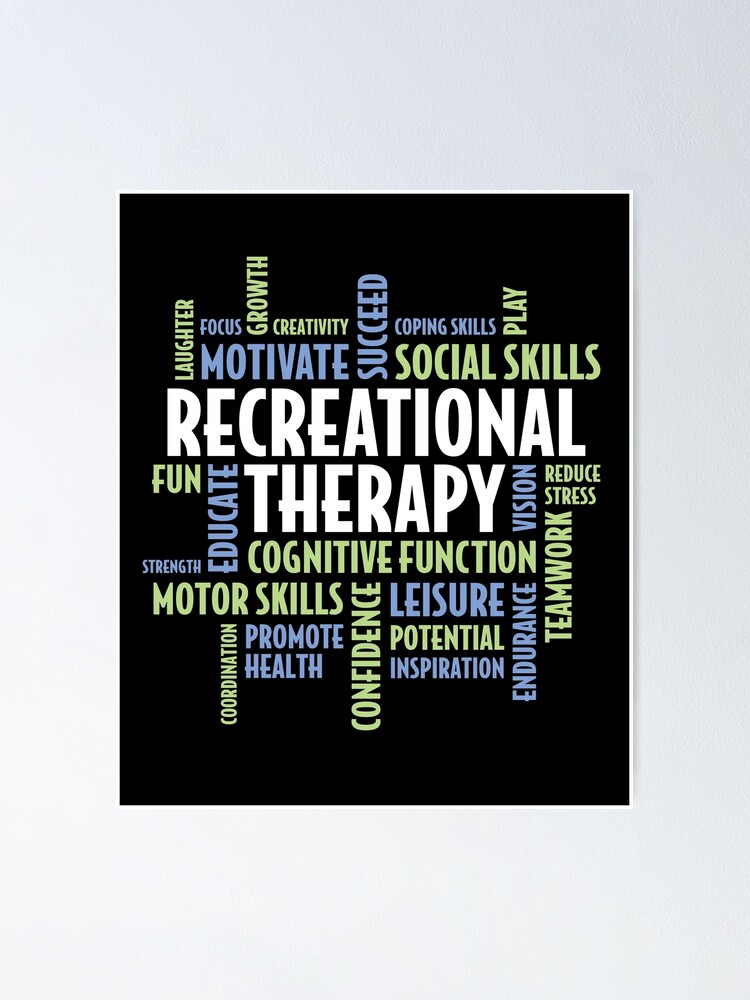 LAUGHTER
FOCUS
GROWTH
CREATIVITY
SUCCEED
COPING SKILLS
PLAY
MOTIVATE
SOCIAL SKILLS
RECREATIONAL
THERAPY
FUN
EDUCATE
VISION
REDUCE
STRESS
STRENGTH
COGNITIVE FUNCTION
TEAMWORK
MOTOR SKILLS
CONFIDENCE
LEISURE
ENDURANCE
COORDINATION
PROMOTE
HEALTH
POTENTIAL
INSPIRATION